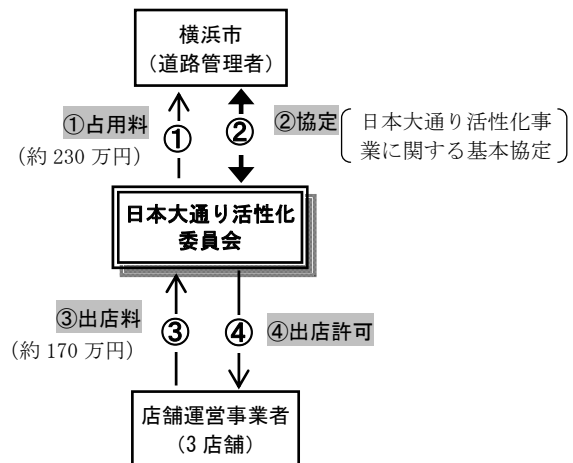 横浜市
（道路管理者）
①占用料
（約 230 万円）
①
②
②協定
日本大通り活性化事
業に関する基本協定
日本大通り活性化
委員会
③出店料
（約 170 万円）
③
④
④出店許可
店舗運営事業者
（3 店舗）